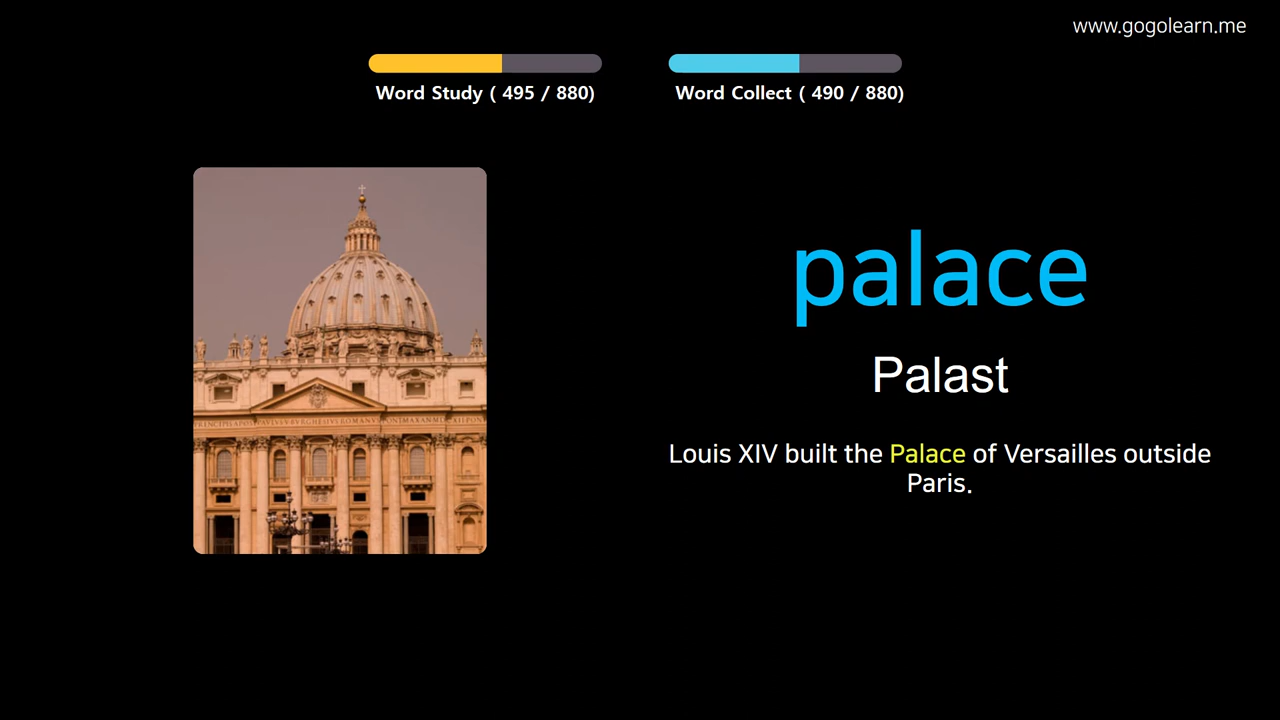 www.gogolearn.me
Word Study ( 495 / 880)
Word Collect ( 490 / 880)
palace
Palast
Louis XIV built the Palace of Versailles outside
Paris.